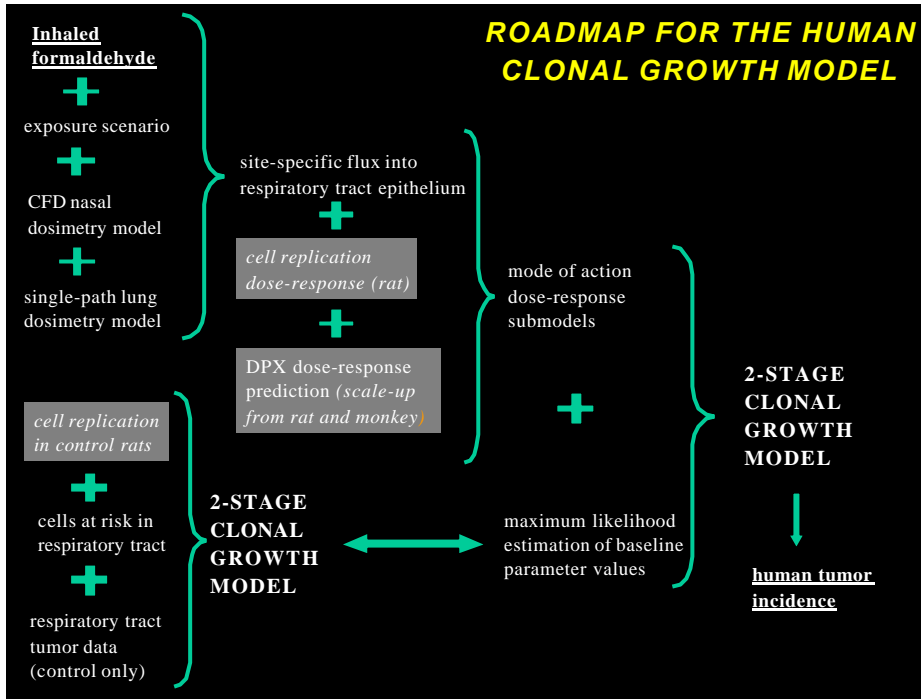 ROADMAP FOR THE HUMAN
CLONAL GROWTH MODEL
Inhaled
formaldehyde
exposure scenario
CFD nasal
dosimetry model
single-path lung
dosimetry model
site-specific flux into
respiratory tract epithelium
cell replication
dose-response (rat)
DPX dose-response
prediction (scale-up
from rat and monkey)
mode of action
dose-response
submodels
cell replication
in control rats
cells at risk in
respiratory tract
respiratory tract
tumor data
(control only)
2-STAGE
CLONAL
GROWTH
MODEL
maximum likelihood
estimation of baseline
parameter values
2-STAGE
CLONAL
GROWTH
MODEL
human tumor
incidence